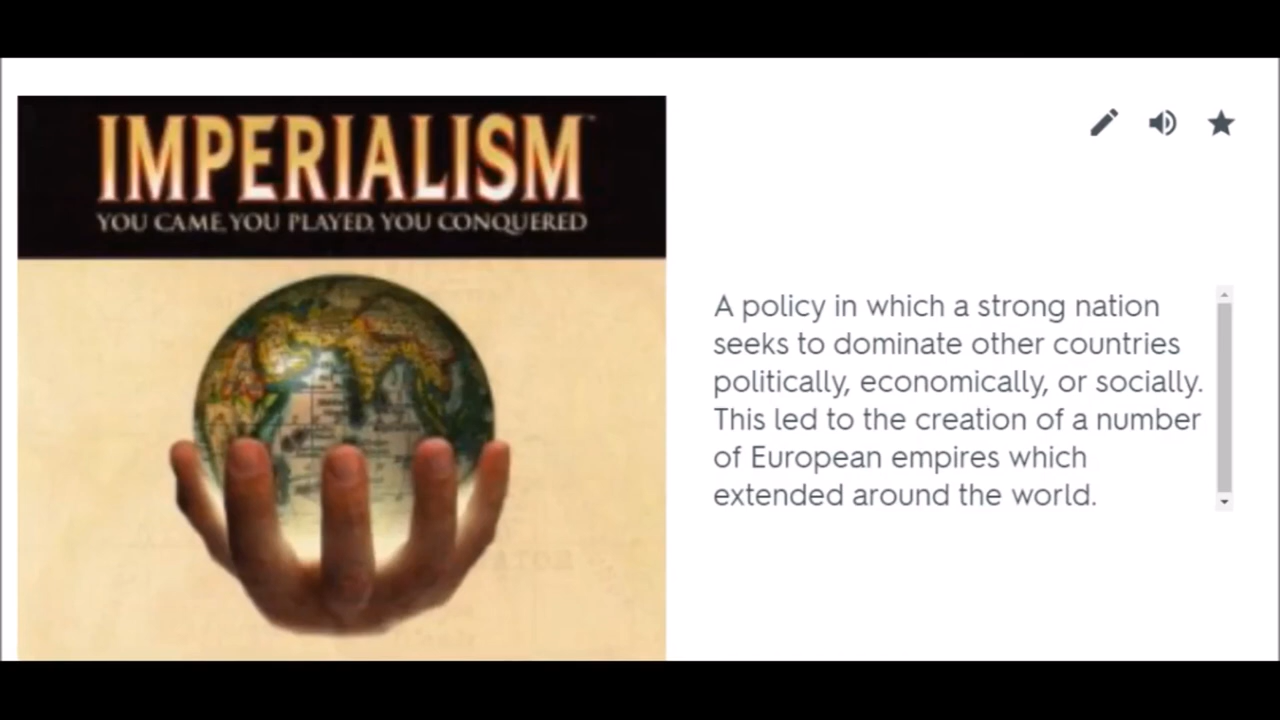 IMPERIALISM
YOU CAME, YOU PLAYED, YOU CONQUERED
A policy in which a strong nation
seeks to dominate other countries
politically, economically, or socially.
This led to the creation of a number
of European empires which
extended around the world.